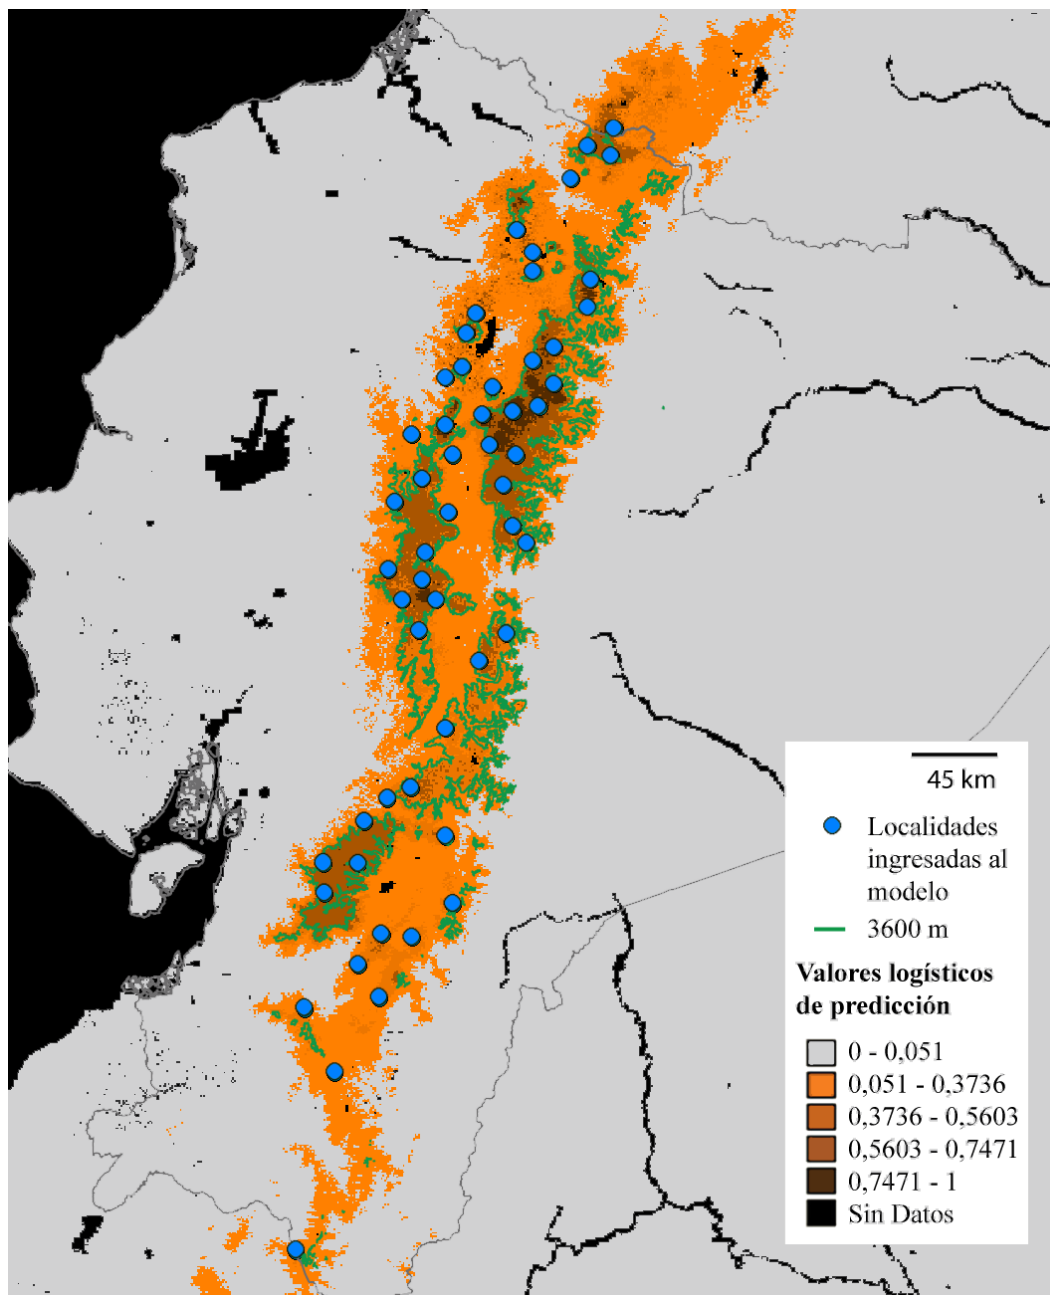 45 km
Localidades
ingresadas al
modelo
3600 m
Valores logísticos
de predicción
0 - 0,051
0,051 - 0,3736
0,3736 - 0,5603
0,5603 - 0,7471
0,7471 - 1
Sin Datos